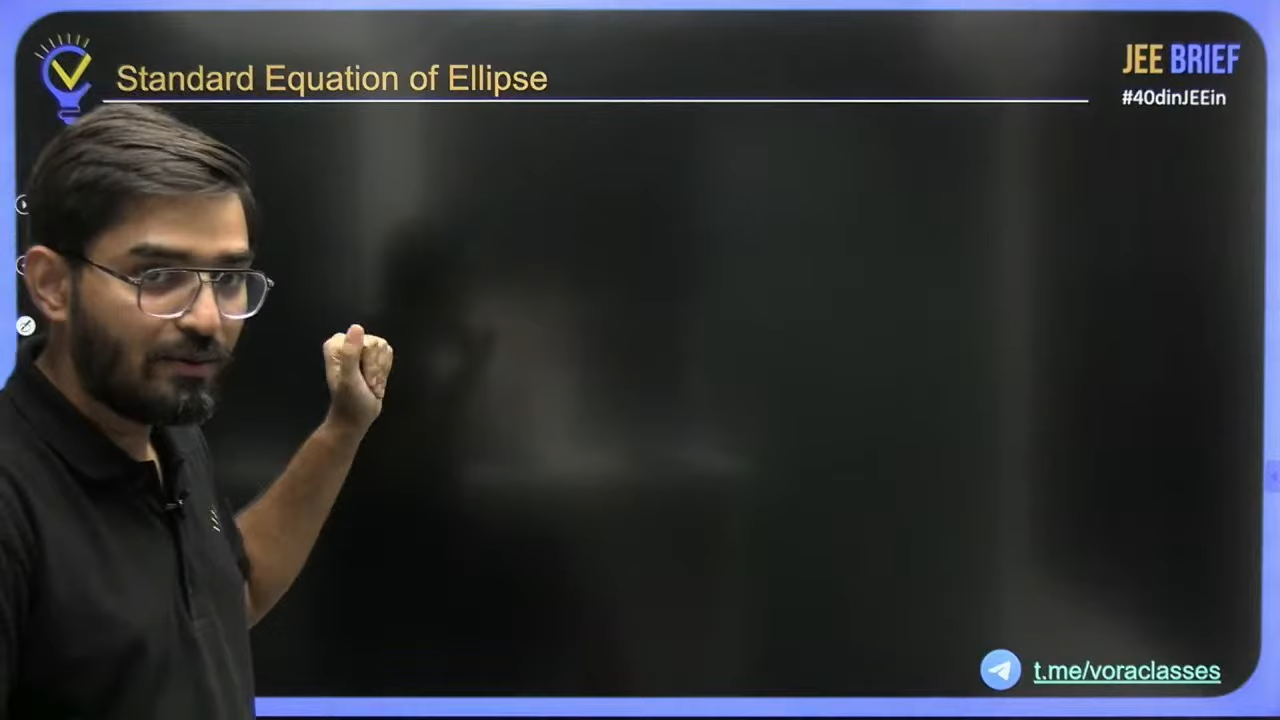 Standard Equation of Ellipse
JEE BRIEF
#40dinJEEin
t.me/voraclasses